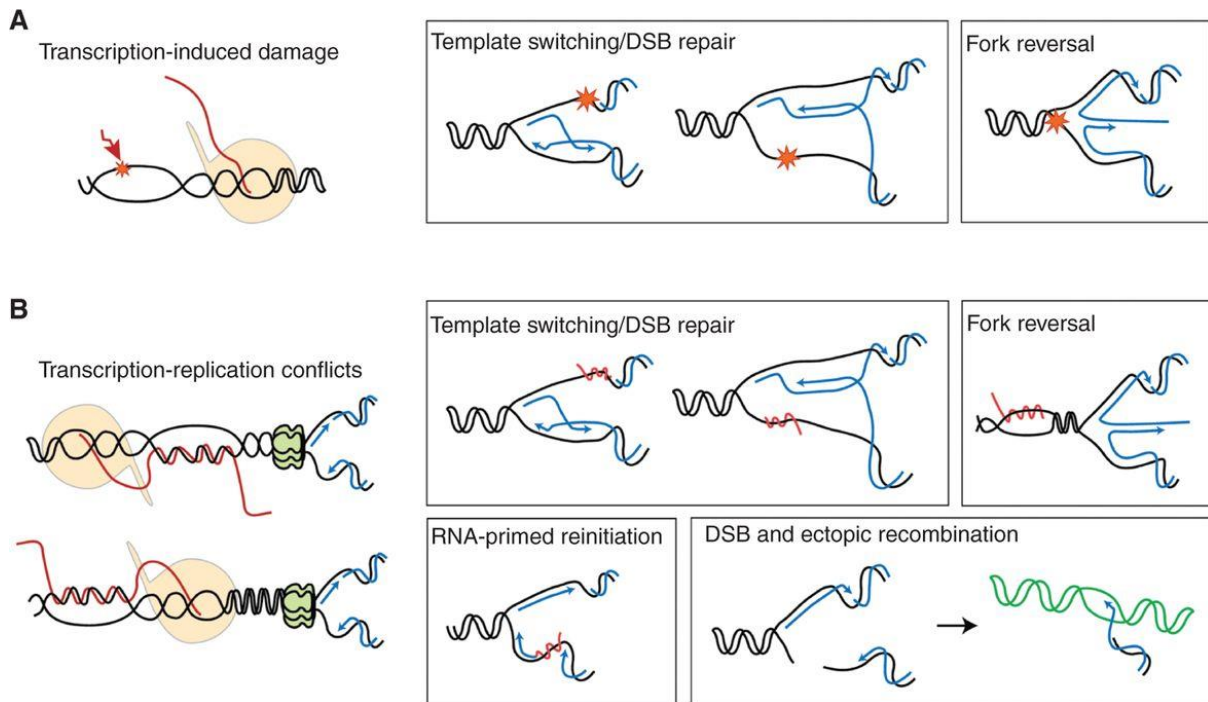 A
Transcription-induced damage
Template switching/DSB repair
Fork reversal
B
Transcription-replication conflicts
Template switching/DSB repair
Fork reversal
RNA-primed reinitiation
DSB and ectopic recombination